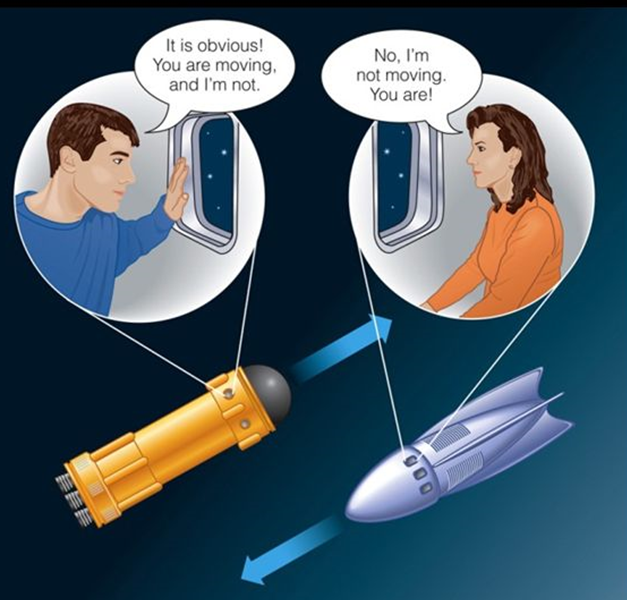 It is obvious!
You are moving,
and I'm not.
No, I'm
not moving.
You are!